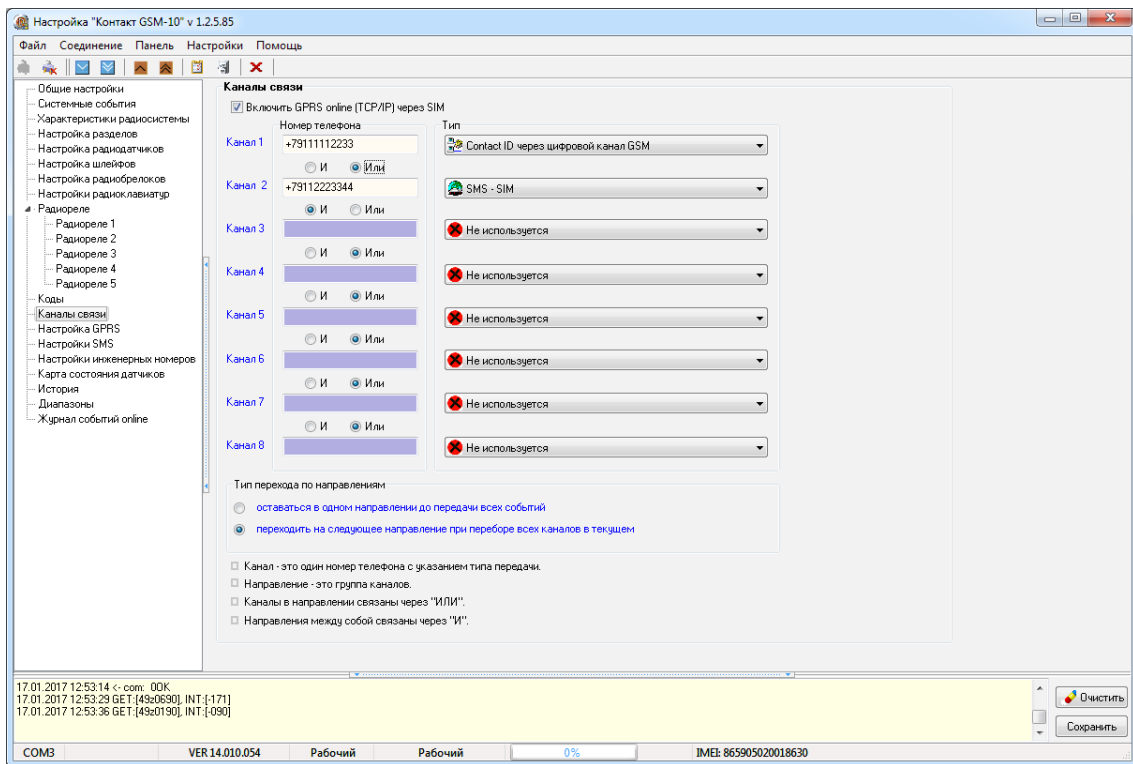 Настройка "Контакт GSM-10" v 1.2.5.85
Файл Соединение Панель Настройки Помощь
Общие настройки
Системные события
Характеристики радиосистемы
Настройка разделов
Настройка радиодатчиков
Настройка шлейфов
Настройка радиобрелоков
Настройки радиоклавиатур
Радиореле
Радиореле 1
Радиореле 2
Радиореле 3
Радиореле 4
Радиореле 5
Коды
Каналы связи
Настройка GPRS
Настройки SMS
Настройки инженерных номеров
Карта состояния датчиков
История
Диапазоны
Журнал событий online
Каналы связи
Включить GPRS online (TCP/IP) через SIM
Номер телефона Тип
Канал 1 +79111112233 Contact ID через цифровой канал GSM
И Или
Канал 2 +79112223344 SMS - SIM
И Или
Канал 3 Не используется
И Или
Канал 4 Не используется
И Или
Канал 5 Не используется
И Или
Канал 6 Не используется
И Или
Канал 7 Не используется
И Или
Канал 8 Не используется
Тип перехода по направлениям
оставаться в одном направлении до передачи всех событий
переходить на следующее направление при переборе всех каналов в текущем
Канал - это один номер телефона с указанием типа передачи.
Направление - это группа каналов.
Каналы в направлении связаны через "ИЛИ".
Направления между собой связаны через "И".
17.01.2017 12:53:14 <- com: 0OK
17.01.2017 12:53:29 GET:[49z0690], INT:[-171]
17.01.2017 12:53:36 GET:[49z0190], INT:[-090]
Очистить
Сохранить
COM3 VER 14.010.054 Рабочий Рабочий 0% IMEI: 865905020018630